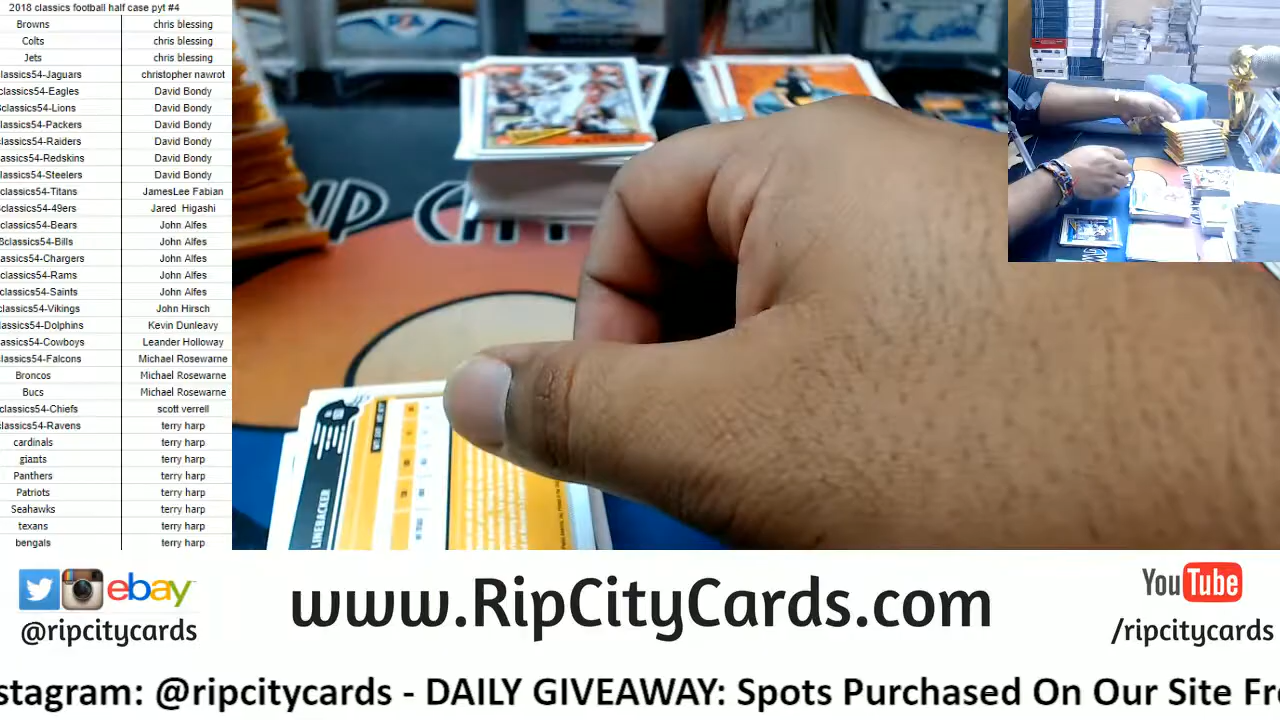 2018 classics football half case pyt #4
Browns chris blessing
Colts chris blessing
Jets chris blessing
lassics54-Jaguars christopher nawrot
classics54-Eagles David Bondy
classics54-Lions David Bondy
lassics54-Packers David Bondy
classics54-Raiders David Bondy
assics54-Redskins David Bondy
assics54-Steelers David Bondy
classics54-Titans JamesLee Fabian
classics54-49ers Jared Higashi
classics54-Bears John Alfes
classics54-Bills John Alfes
assics54-Chargers John Alfes
classics54-Rams John Alfes
classics54-Saints John Alfes
lassics54-Vikings John Hirsch
assics54-Dolphins Kevin Dunleavy
assics54-Cowboys Leander Holloway
lassics54-Falcons Michael Rosewarne
Broncos Michael Rosewarne
Bucs Michael Rosewarne
classics54-Chiefs scott verrell
lassics54-Ravens terry harp
cardinals terry harp
giants terry harp
Panthers terry harp
Patriots terry harp
Seahawks terry harp
texans terry harp
bengals terry harp
LINEBACKER
ebay
@ripcitycards
www.RipCityCards.com
YouTube
/ripcitycards
stagram: @ripcitycards - DAILY GIVEAWAY: Spots Purchased On Our Site Fr